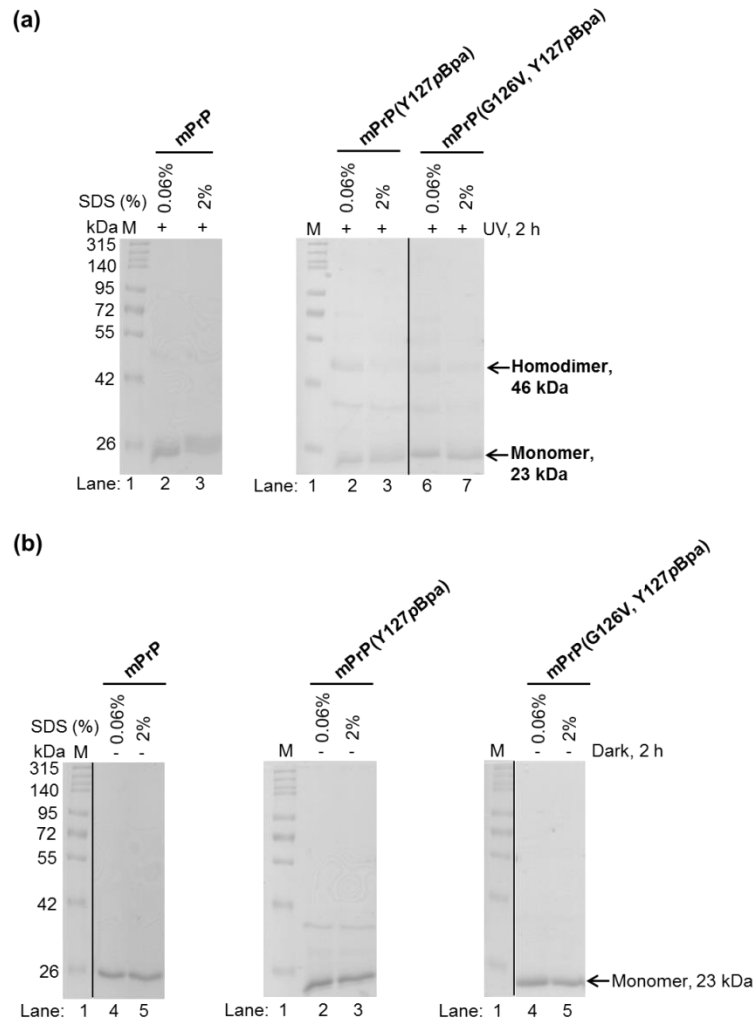 (a)
mPrP
mPrP(Y127pBpa)
mPrP(G126V, Y127pBpa)
SDS (%) 0.06% 2% 0.06% 2% 0.06% 2%
kDa M + + M + + + + UV, 2 h
315
140
95
72
55
42
26
Homodimer,
46 kDa
Monomer,
23 kDa
Lane: 1 2 3 Lane: 1 2 3 6 7
(b)
mPrP
mPrP(Y127pBpa)
mPrP(G126V, Y127pBpa)
SDS (%) 0.06% 2% 0.06% 2% 0.06% 2%
kDa M - - M - - M - - Dark, 2 h
315
140
95
72
55
42
26
Monomer, 23 kDa
Lane: 1 4 5 Lane: 1 2 3 Lane: 1 4 5